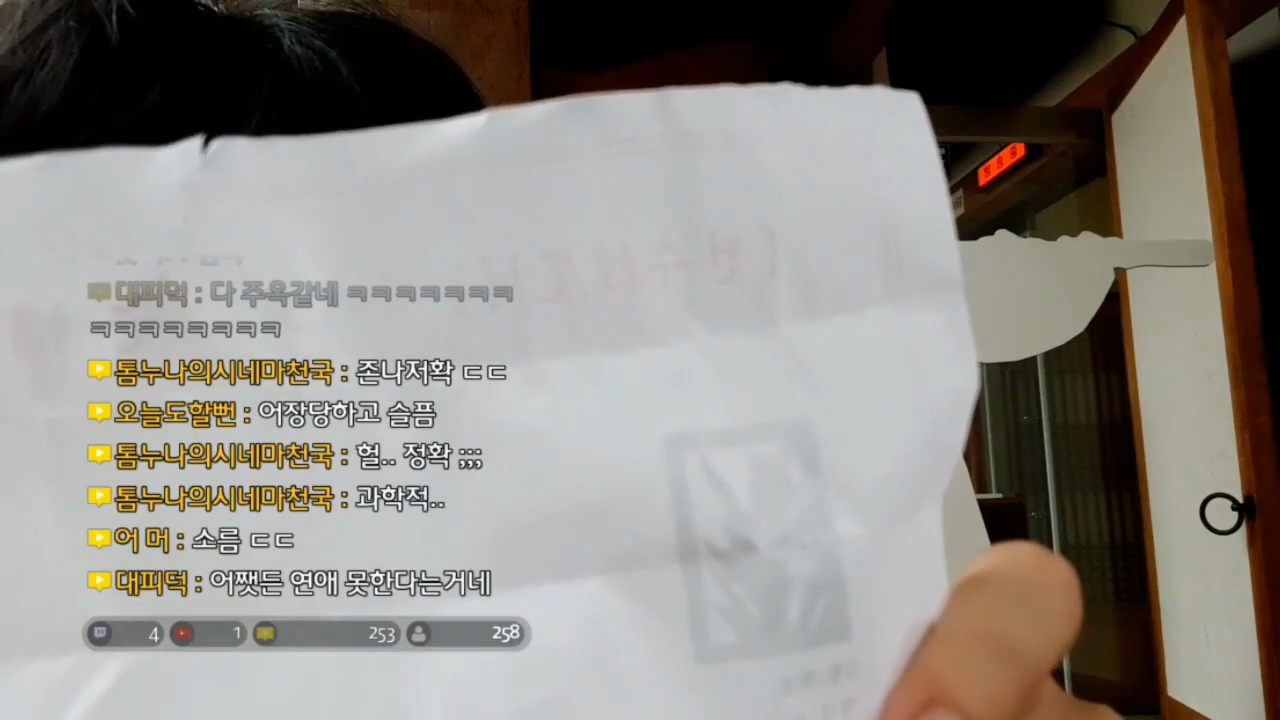 대피덕 : 다 주옥같네 ㅋㅋㅋㅋㅋㅋㅋ
ㅋㅋㅋㅋㅋㅋㅋㅋ
톰누나의시네마천국 : 존나저확 ㄷㄷ
오늘도할뻔 : 어장당하고 슬픔
톰누나의시네마천국 : 헐.. 정확 ;;;
톰누나의시네마천국 : 과학적..
어 머 : 소름 ㄷㄷ
대피덕 : 어쨋든 연애 못한다는거네
4 1 253 258